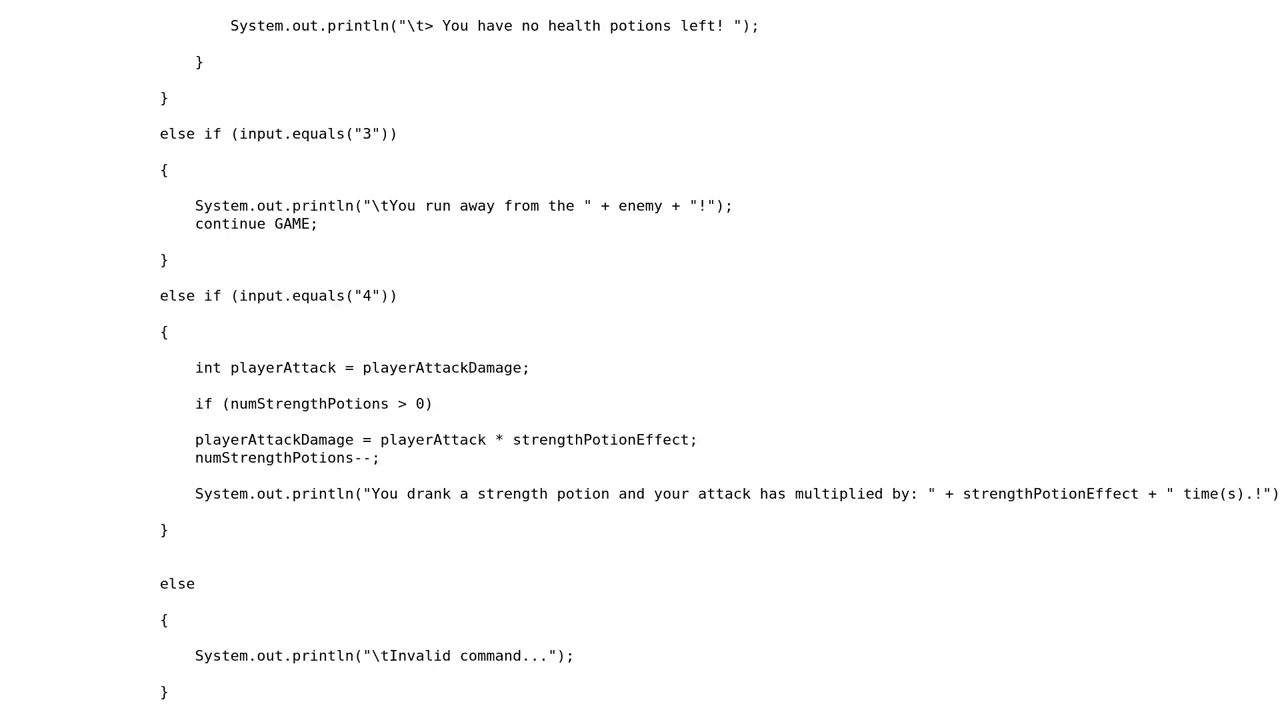 System.out.println("\t> You have no health potions left! ");
}
}
else if (input.equals("3"))
{
System.out.println("\tYou run away from the " + enemy + "!");
continue GAME;
}
else if (input.equals("4"))
{
int playerAttack = playerAttackDamage;
if (numStrengthPotions > 0)
playerAttackDamage = playerAttack * strengthPotionEffect;
numStrengthPotions--;
System.out.println("You drank a strength potion and your attack has multiplied by: " + strengthPotionEffect + " time(s).!")
}
else
{
System.out.println("\tInvalid command...");
}